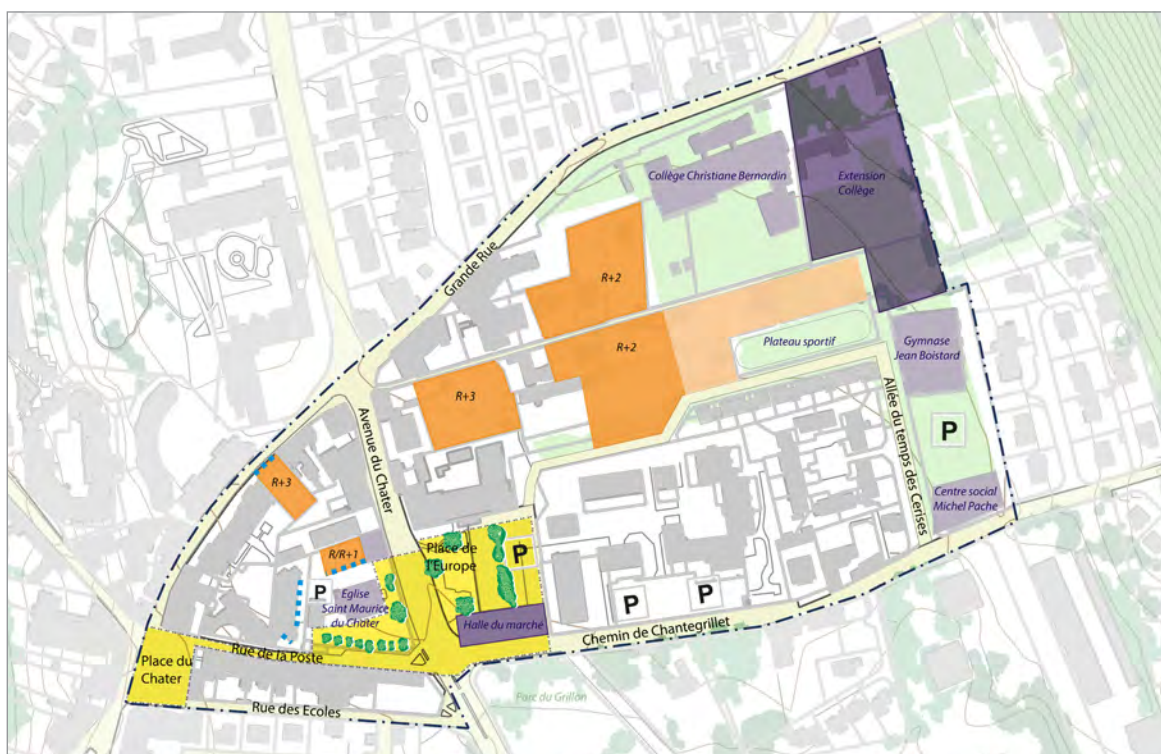 Collège Christiane Bernardin
Extension
Collège
Grande Rue
R+2
R+2
Plateau sportif
Gymnase
Jean Boistard
R+3
Avenue du Chater
Allée du temps des Cerises
P
R+3
Centre social
Michel Pache
R/R+1
Place de
l'Europe
P
P
Eglise
Saint Maurice
du Chater
P
P
Halle du marché
Chemin de Chantegrillet
Rue de la Poste
Place du
Chater
Parc du Grillon
Rue des Ecoles